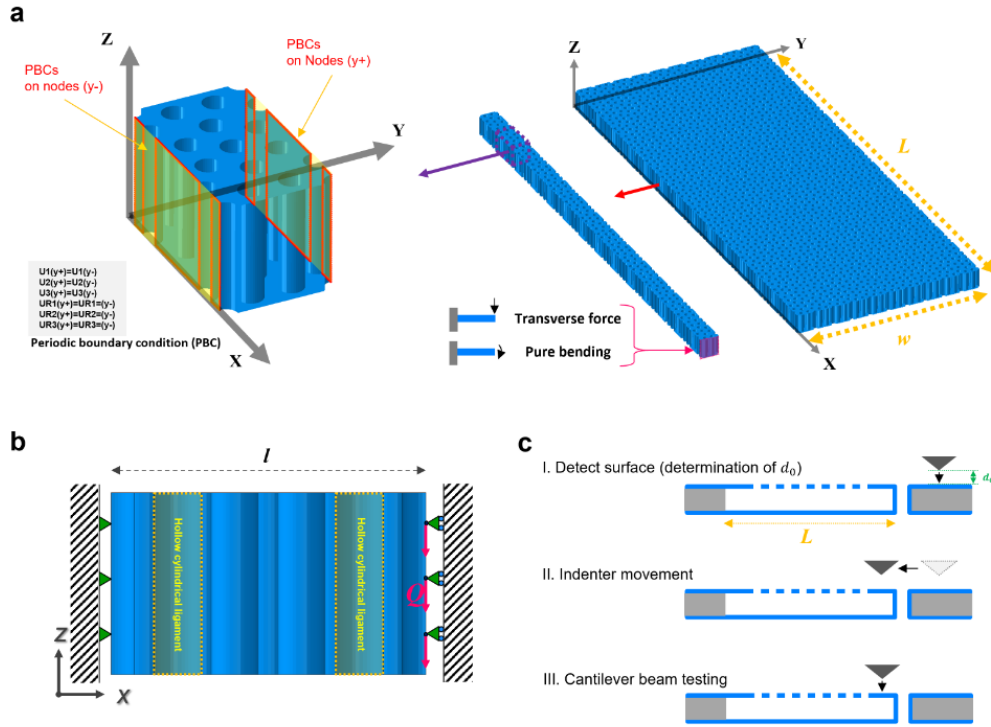 a
Z
PBCs
on nodes (y-)
PBCs
on Nodes (y+)
Y
U1(y+)=U1(y-)
U2(y+)=U2(y-)
U3(y+)=U3(y-)
UR1(y+)=UR1=(y-)
UR2(y+)=UR2=(y-)
UR3(y+)=UR3=(y-)
Periodic boundary condition (PBC)
X
Transverse force
Pure bending
Z
Y
L
w
X
b
l
Hollow cylindrical ligament
Hollow cylindrical ligament
Q
Z
X
c
I. Detect surface (determination of d0)
d0
L
II. Indenter movement
III. Cantilever beam testing